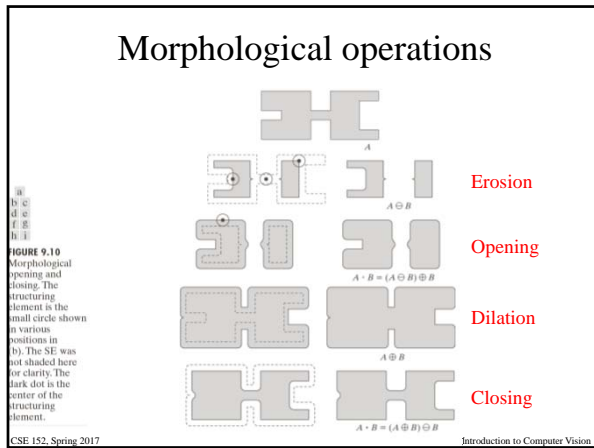 Morphological operations
A
Erosion
A ⊖ B
Opening
A ∘ B = (A ⊖ B) ⊕ B
Dilation
A ⊕ B
Closing
A • B = (A ⊕ B) ⊖ B
a
b c
d e
f g
h i
FIGURE 9.10
Morphological
opening and
closing. The
structuring
element is the
small circle shown
in various
positions in
(b). The SE was
not shaded here
for clarity. The
dark dot is the
center of the
structuring
element.
CSE 152, Spring 2017
Introduction to Computer Vision